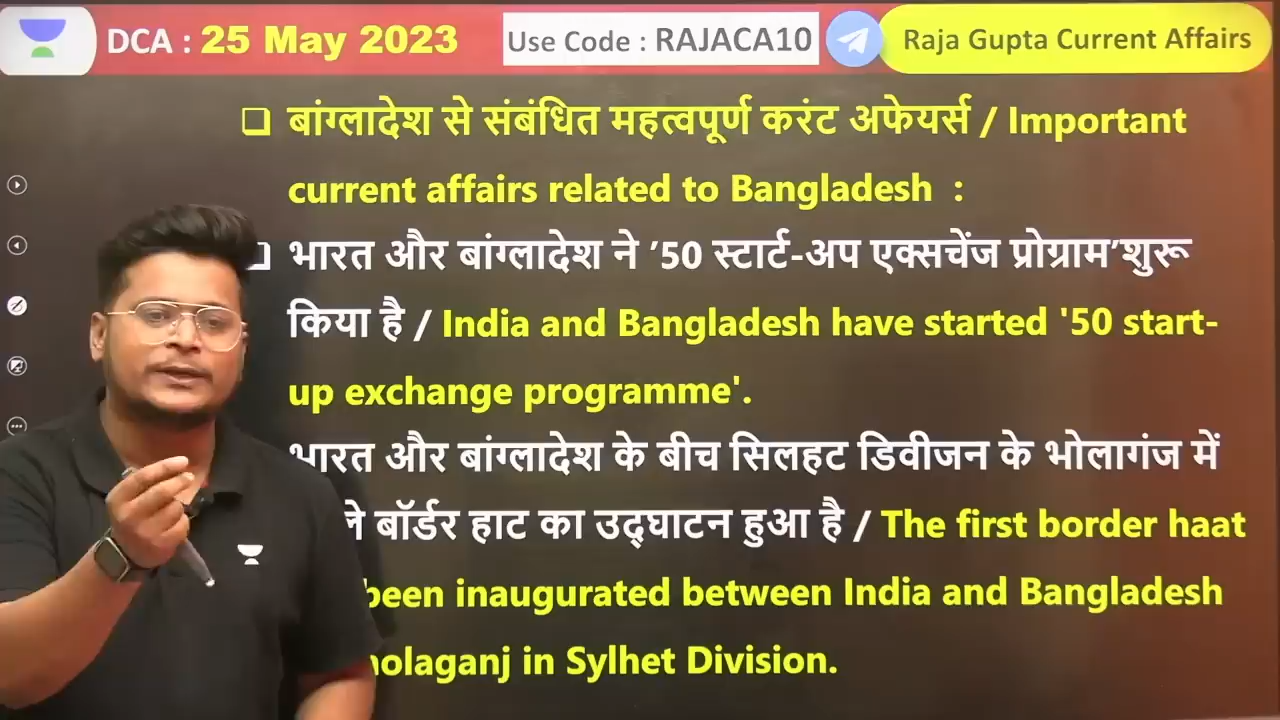 DCA : 25 May 2023
Use Code : RAJACA10
Raja Gupta Current Affairs
बांग्लादेश से संबंधित महत्वपूर्ण करंट अफेयर्स / Important
current affairs related to Bangladesh :
भारत और बांग्लादेश ने ’50 स्टार्ट-अप एक्सचेंज प्रोग्राम’शुरू
किया है / India and Bangladesh have started '50 start-
up exchange programme'.
भारत और बांग्लादेश के बीच सिलहट डिवीजन के भोलागंज में
बॉर्डर हाट का उद्घाटन हुआ है / The first border haat
been inaugurated between India and Bangladesh
in Sylhet Division.